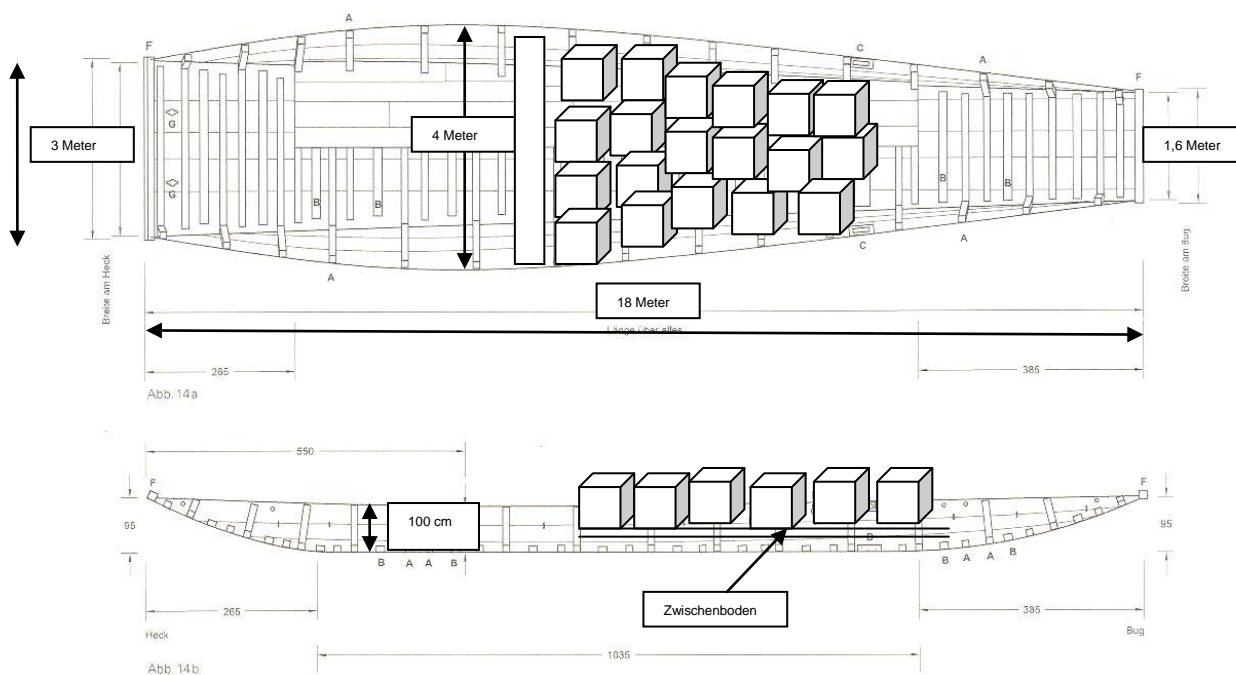 A
F
C
A
F
3 Meter
G
G
4 Meter
1,6 Meter
B
B
B
B
A
C
A
Breite am Heck
Breite am Bug
18 Meter
Länge über alles
265
385
Abb. 14a
550
F
F
95
100 cm
D
95
B A A B
B A A B
Zwischenboden
265
385
Heck
Bug
1035
Abb. 14b